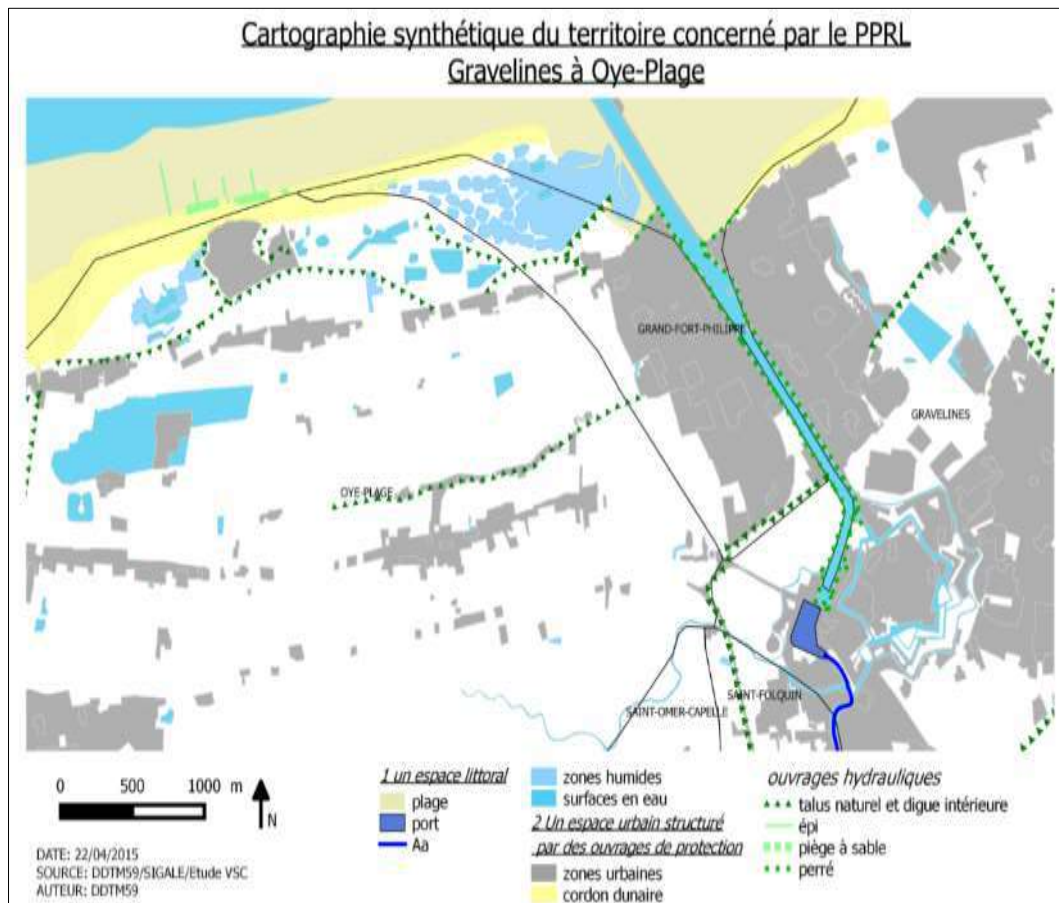 Cartographie synthétique du territoire concerné par le PPRL
Gravelines à Oye-Plage
GRAND-FORT-PHILIPPE
GRAVELINES
OYE-PLAGE
SAINT-FOLQUIN
SAINT-OMER-CAPELLE
0 500 1000 m
N
DATE: 22/04/2015
SOURCE: DDTM59/SIGALE/Etude VSC
AUTEUR: DDTM59
1 un espace littoral
plage
port
Aa
zones humides
surfaces en eau
2 Un espace urbain structuré
par des ouvrages de protection
zones urbaines
cordon dunaire
ouvrages hydrauliques
talus naturel et digue intérieure
épi
piège à sable
perré